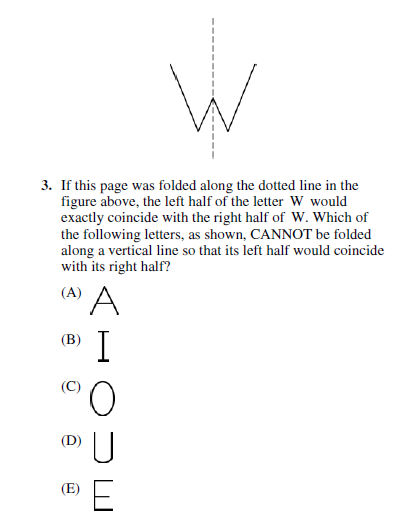 W
3. If this page was folded along the dotted line in the
figure above, the left half of the letter W would
exactly coincide with the right half of W. Which of
the following letters, as shown, CANNOT be folded
along a vertical line so that its left half would coincide
with its right half?
(A) A
(B) I
(C) O
(D) U
(E) E